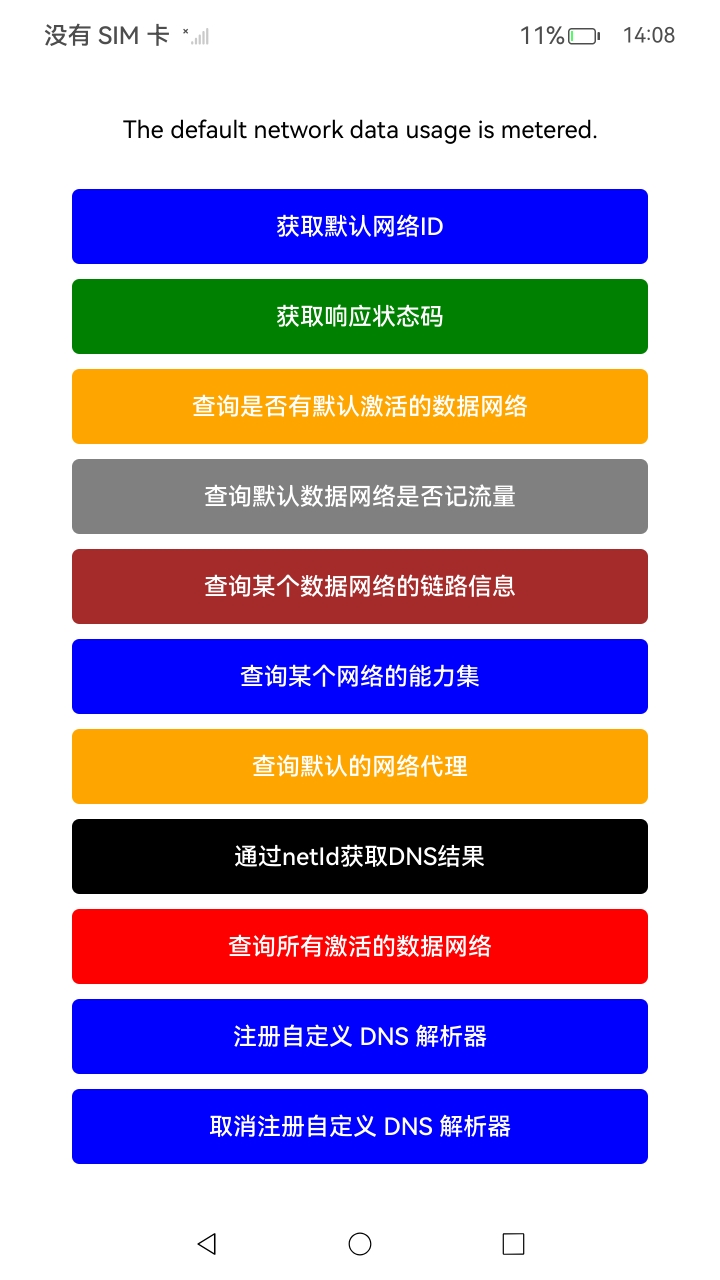 没有 SIM 卡
11%
14:08
The default network data usage is metered.
获取默认网络ID
获取响应状态码
查询是否有默认激活的数据网络
查询默认数据网络是否记流量
查询某个数据网络的链路信息
查询某个网络的能力集
查询默认的网络代理
通过netId获取DNS结果
查询所有激活的数据网络
注册自定义 DNS 解析器
取消注册自定义 DNS 解析器